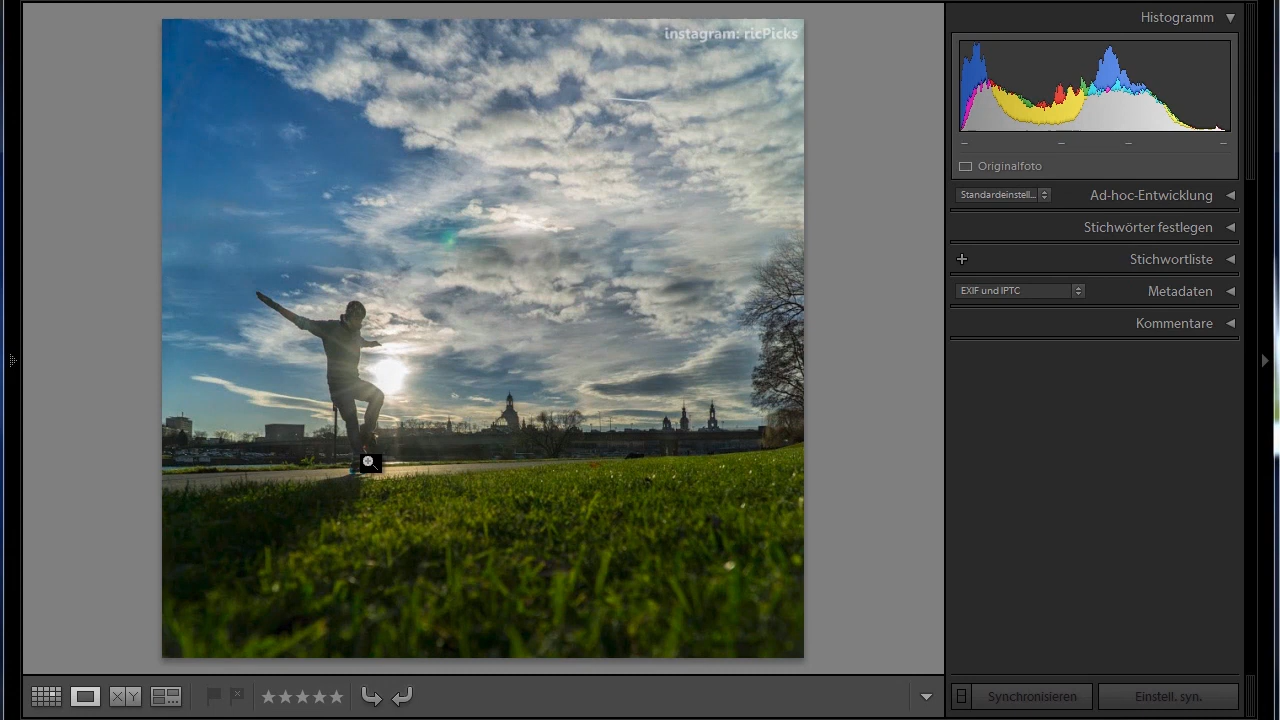 instagram: ricPicks
Histogramm
Originalfoto
Standardeinstell...
Ad-hoc-Entwicklung
Stichwörter festlegen
Stichwortliste
EXIF und IPTC
Metadaten
Kommentare
XY
Synchronisieren
Einstell. syn.